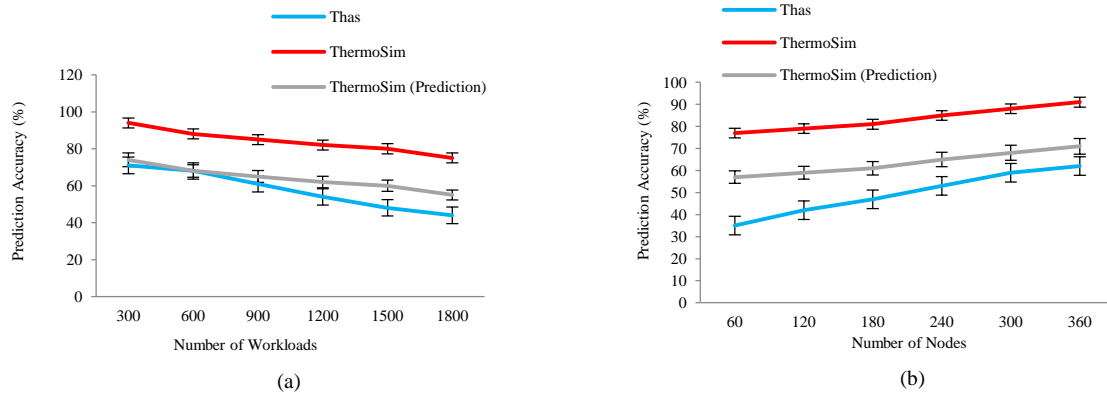 Thas
ThermoSim
ThermoSim (Prediction)
Prediction Accuracy (%)
120
100
80
60
40
20
0
300 600 900 1200 1500 1800
Number of Workloads
(a)
Thas
ThermoSim
ThermoSim (Prediction)
Prediction Accuracy (%)
100
90
80
70
60
50
40
30
20
10
0
60 120 180 240 300 360
Number of Nodes
(b)